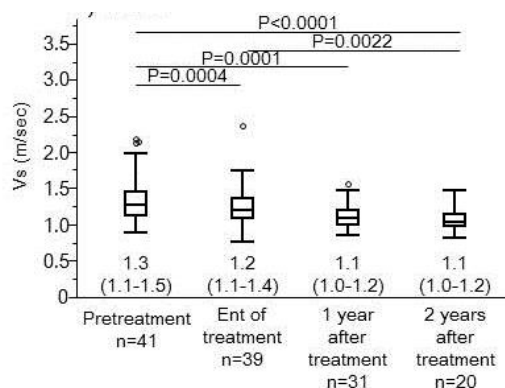 P<0.0001
P=0.0022
P=0.0001
P=0.0004
Vs (m/sec)
3.5
3.0
2.5
2.0
1.5
1.0
0.5
0
1.3 1.2 1.1 1.1
(1.1-1.5) (1.1-1.4) (1.0-1.2) (1.0-1.2)
Pretreatment
n=41
Ent of
treatment
n=39
1 year
after
treatment
n=31
2 years
after
treatment
n=20